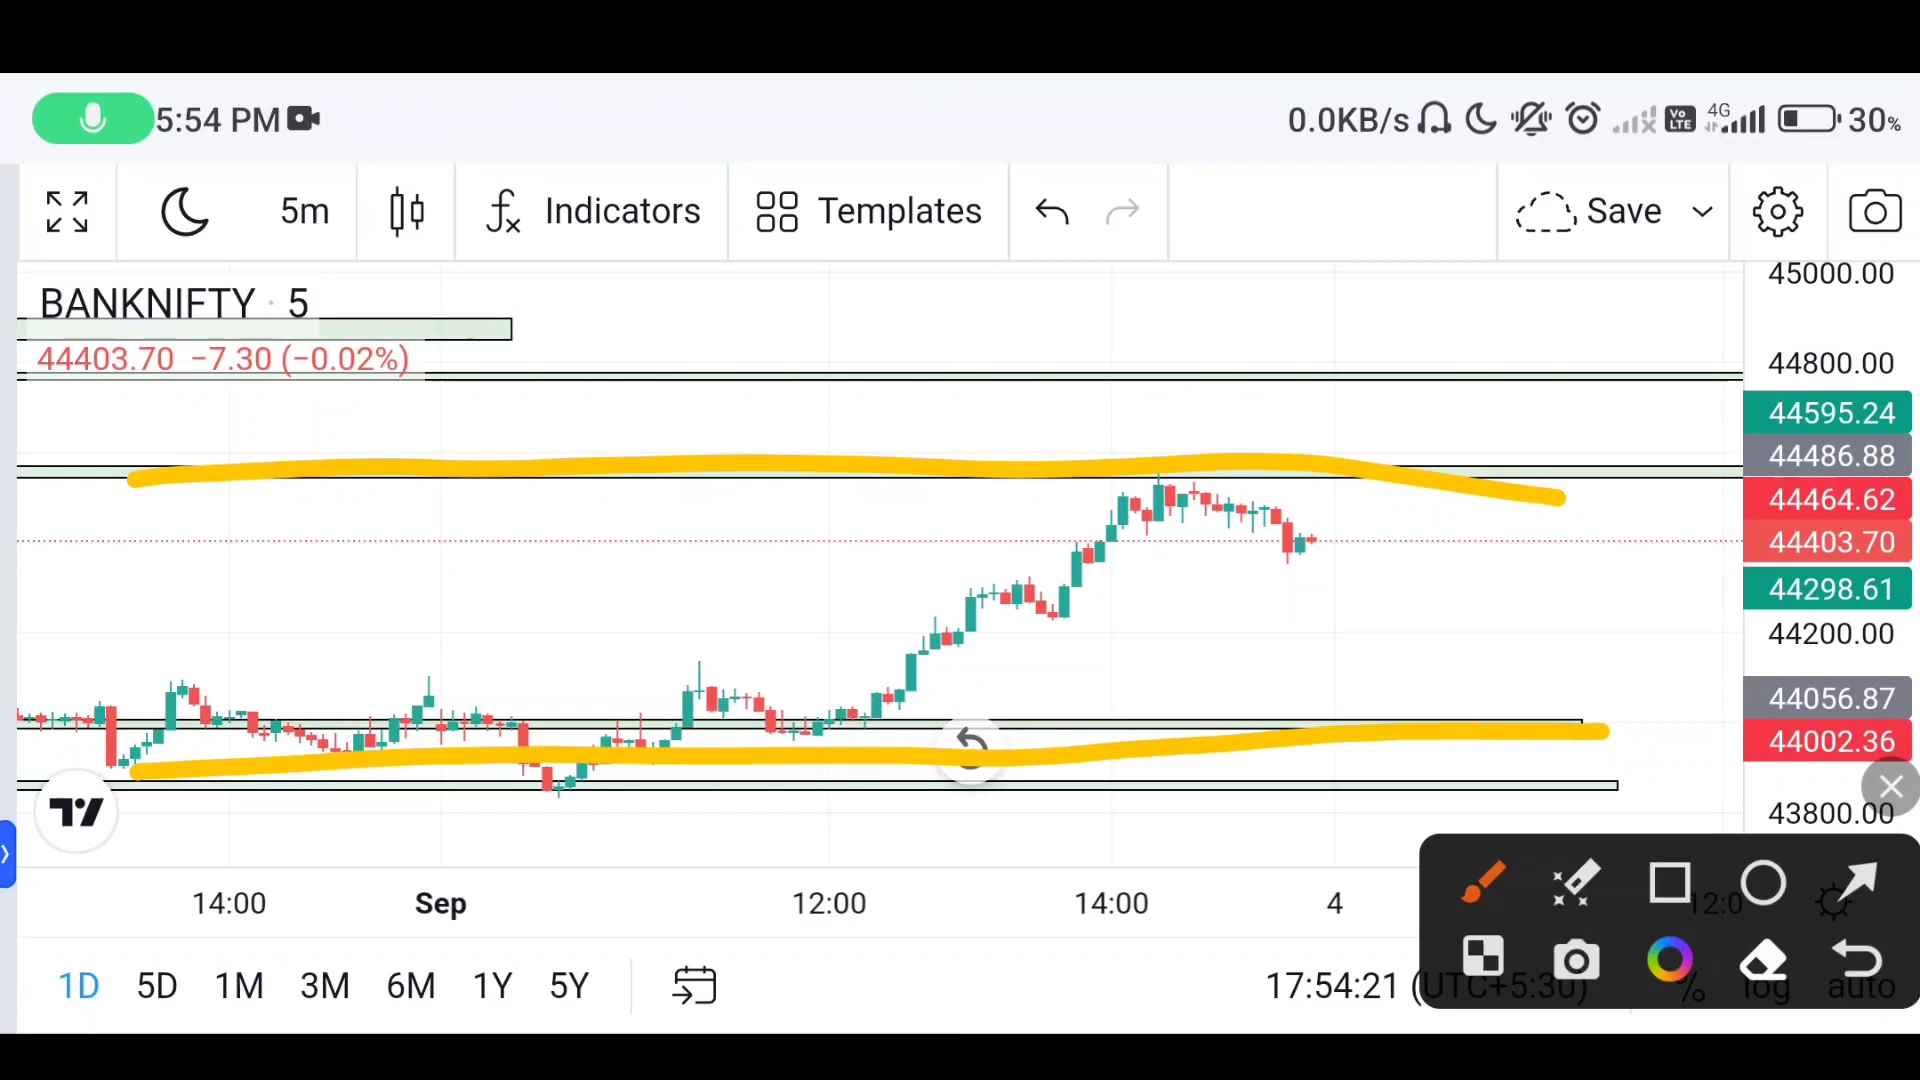 5:54 PM
0.0KB/s
Vo LTE
4G
30%
5m
Indicators
Templates
Save
BANKNIFTY · 5
44403.70 −7.30 (−0.02%)
45000.00
44800.00
44595.24
44486.88
44464.62
44403.70
44298.61
44200.00
44056.87
44002.36
43800.00
14:00
Sep
12:00
14:00
4
12:0
1D 5D 1M 3M 6M 1Y 5Y
17:54:21 (UTC+5:30)
% log auto